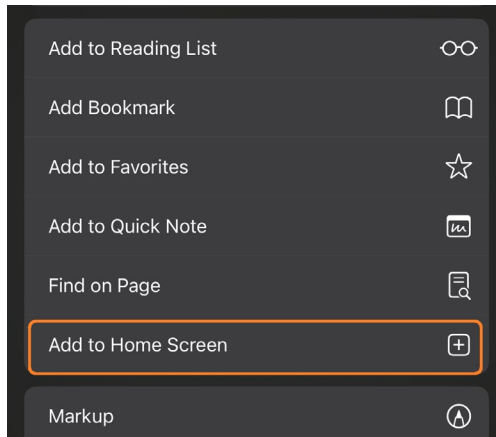 Add to Reading List
Add Bookmark
Add to Favorites
Add to Quick Note
Find on Page
Add to Home Screen
Markup